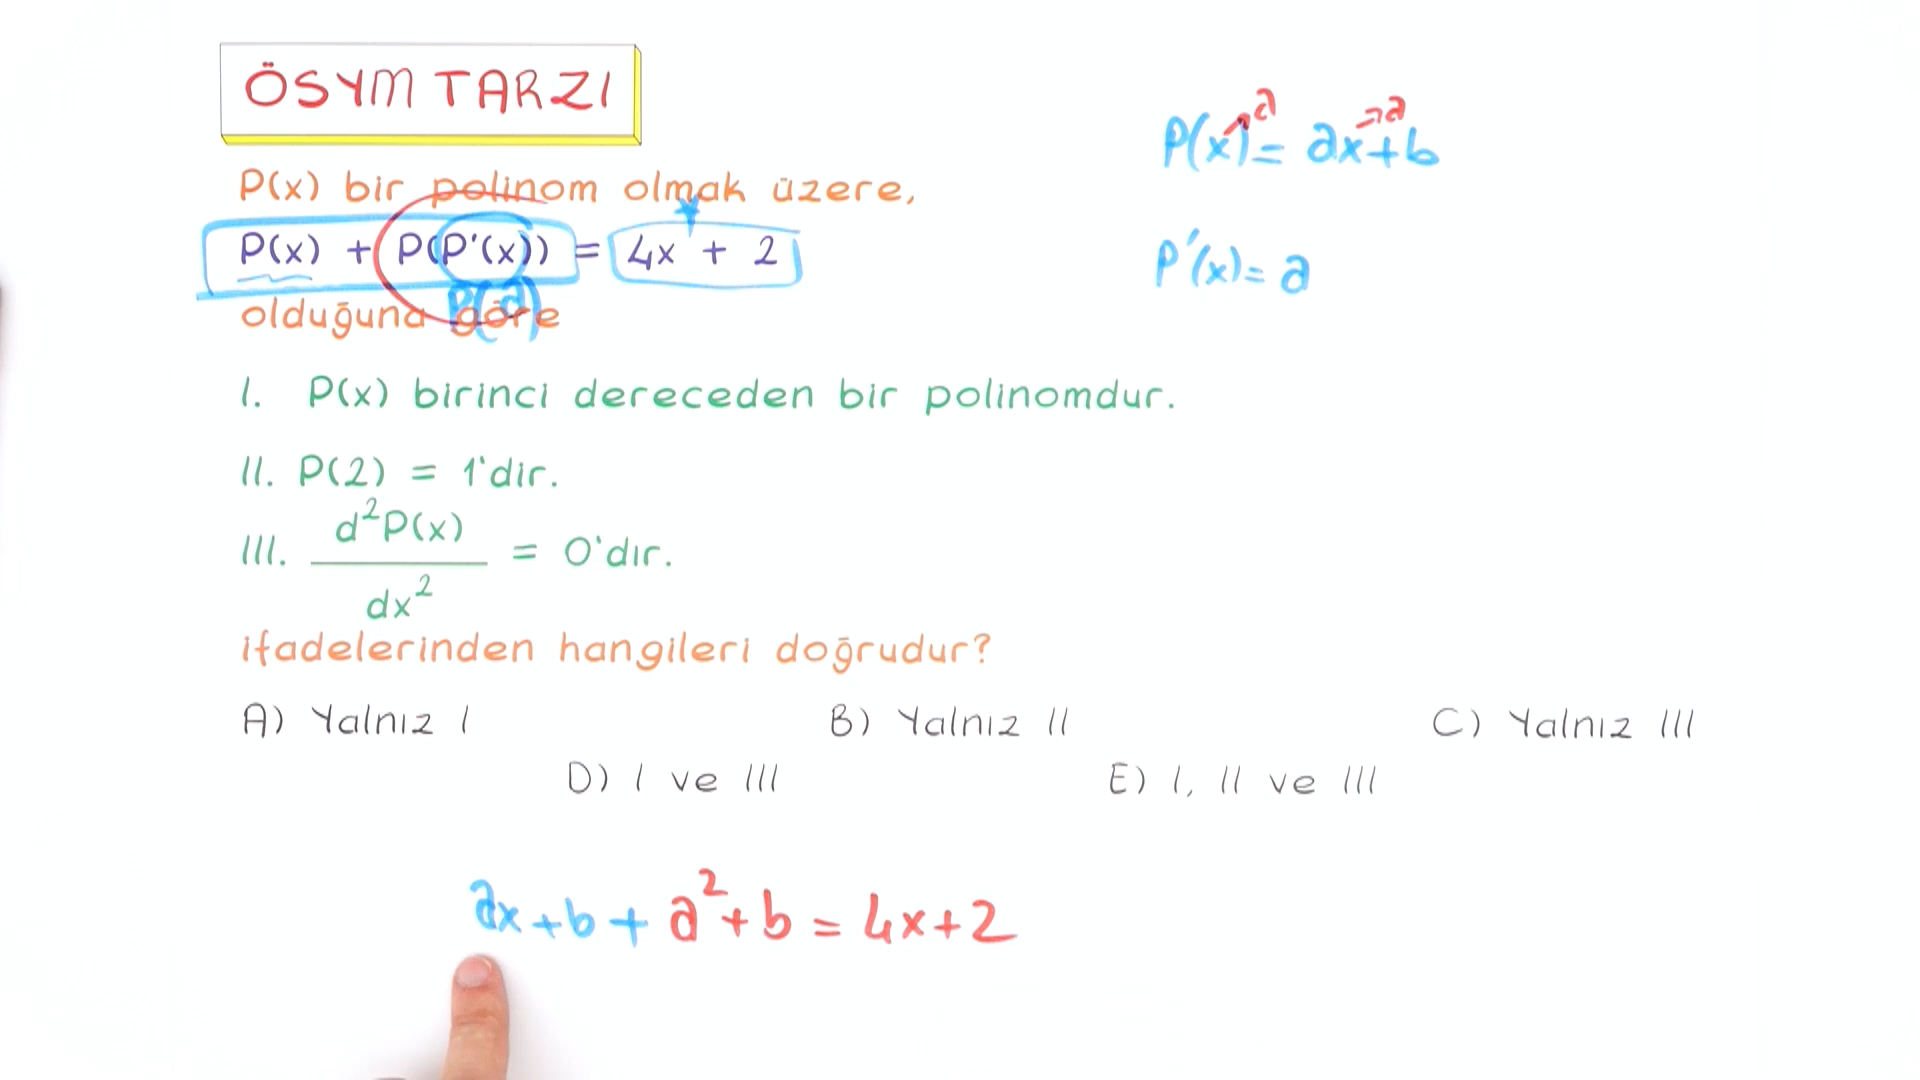 ÖSYM TARZI
P(x) bir polinom olmak üzere,
P(x) + P(P'(x)) = 4x + 2
P(a)
olduğuna göre
I. P(x) birinci dereceden bir polinomdur.
II. P(2) = 1'dir.
III. d²P(x)/dx² = 0'dır.
ifadelerinden hangileri doğrudur?
A) Yalnız I B) Yalnız II C) Yalnız III
D) I ve III E) I, II ve III
P(x) = ax+b
a →a
P'(x) = a
ax+b + a²+b = 4x+2